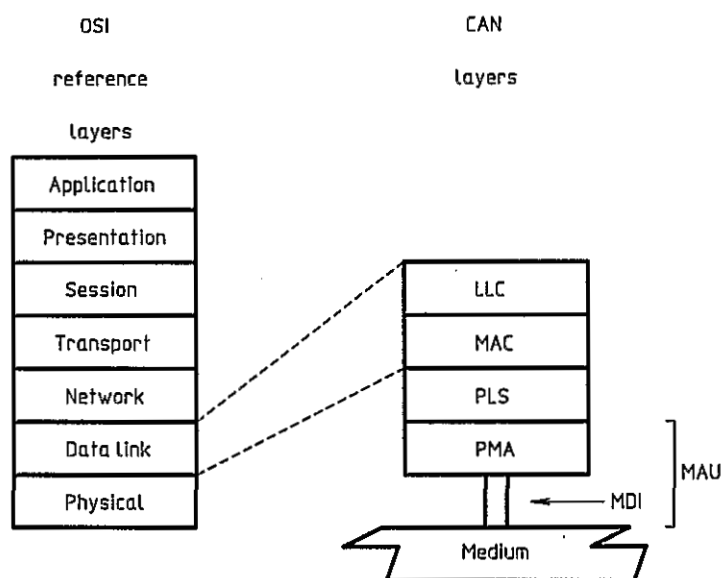 OSI
reference
layers
Application
Presentation
Session
Transport
Network
Data link
Physical
CAN
layers
LLC
MAC
PLS
PMA
MAU
MDI
Medium